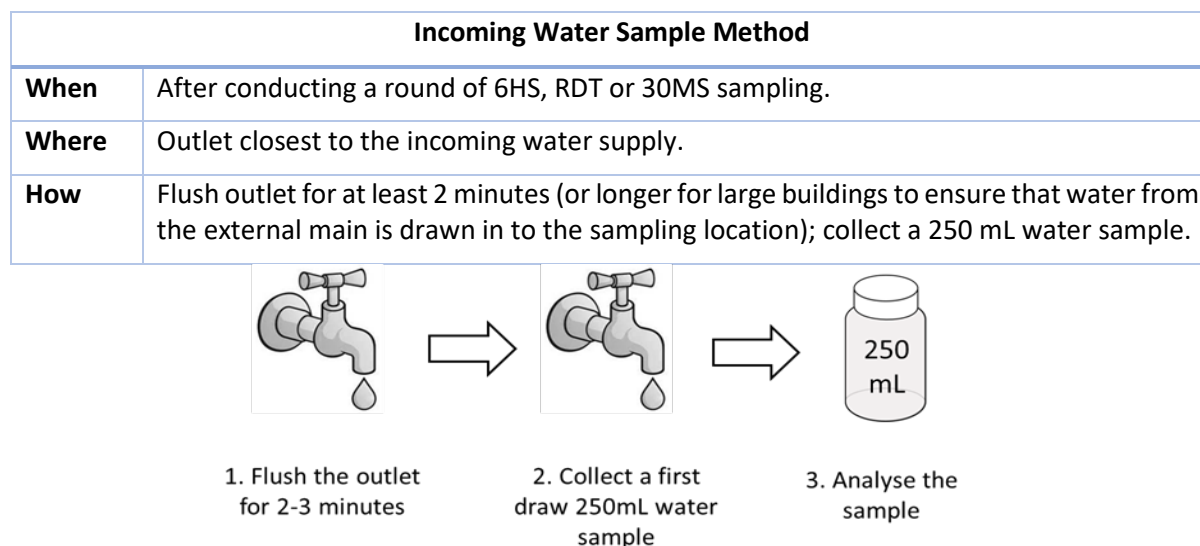 Incoming Water Sample Method
When After conducting a round of 6HS, RDT or 30MS sampling.
Where Outlet closest to the incoming water supply.
How Flush outlet for at least 2 minutes (or longer for large buildings to ensure that water from
the external main is drawn in to the sampling location); collect a 250 mL water sample.
250
mL
1. Flush the outlet
for 2-3 minutes
2. Collect a first
draw 250mL water
sample
3. Analyse the
sample